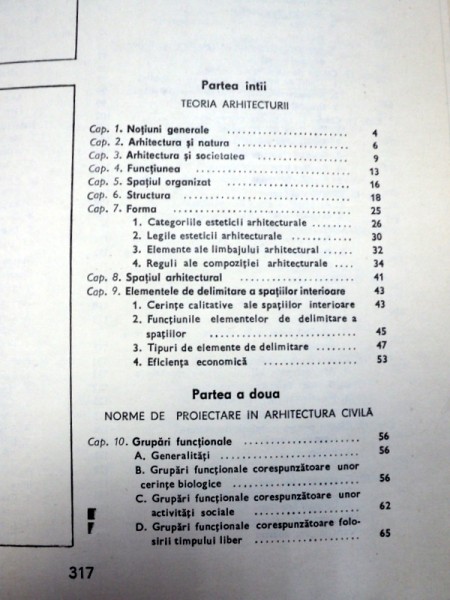 Partea întîi
TEORIA ARHITECTURII
Cap. 1. Noțiuni generale .................... 4
Cap. 2. Arhitectura și natura .................... 6
Cap. 3. Arhitectura și societatea .................... 9
Cap. 4. Funcțiunea .................... 13
Cap. 5. Spațiul organizat .................... 16
Cap. 6. Structura .................... 18
Cap. 7. Forma .................... 25
1. Categoriile esteticii arhitecturale ........ 26
2. Legile esteticii arhitecturale ............ 30
3. Elemente ale limbajului arhitectural ...... 32
4. Reguli ale compoziției arhitecturale .... 34
Cap. 8. Spațiul arhitectural .................... 41
Cap. 9. Elementele de delimitare a spațiilor interioare 43
1. Cerințe calitative ale spațiilor interioare 43
2. Funcțiunile elementelor de delimitare a
spațiilor .................... 45
3. Tipuri de elemente de delimitare ........ 47
4. Eficiența economică .................... 53
Partea a doua
NORME DE PROIECTARE ÎN ARHITECTURA CIVILĂ
Cap. 10. Grupări funcționale .................... 56
A. Generalități .................... 56
B. Grupări funcționale corespunzătoare unor
cerințe biologice .................... 56
C. Grupări funcționale corespunzătoare unor
activități sociale .................... 62
D. Grupări funcționale corespunzătoare folo-
sirii timpului liber .................... 65
317